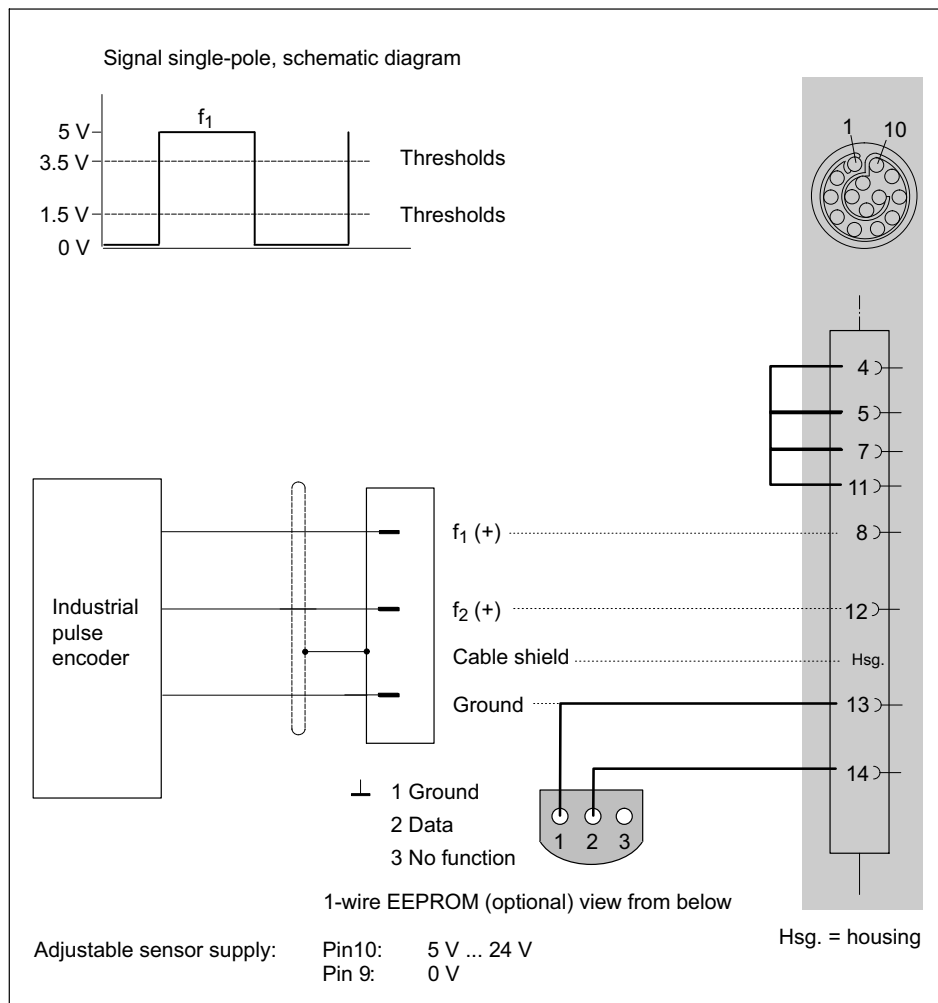 Signal single-pole, schematic diagram
f1
5 V
3.5 V
Thresholds
1.5 V
Thresholds
0 V
1
10
4
5
7
11
f1 (+)
8
Industrial
pulse
encoder
f2 (+)
12
Cable shield
Hsg.
Ground
13
14
1 Ground
2 Data
3 No function
1 2 3
1-wire EEPROM (optional) view from below
Adjustable sensor supply: Pin10: 5 V ... 24 V
Pin 9: 0 V
Hsg. = housing